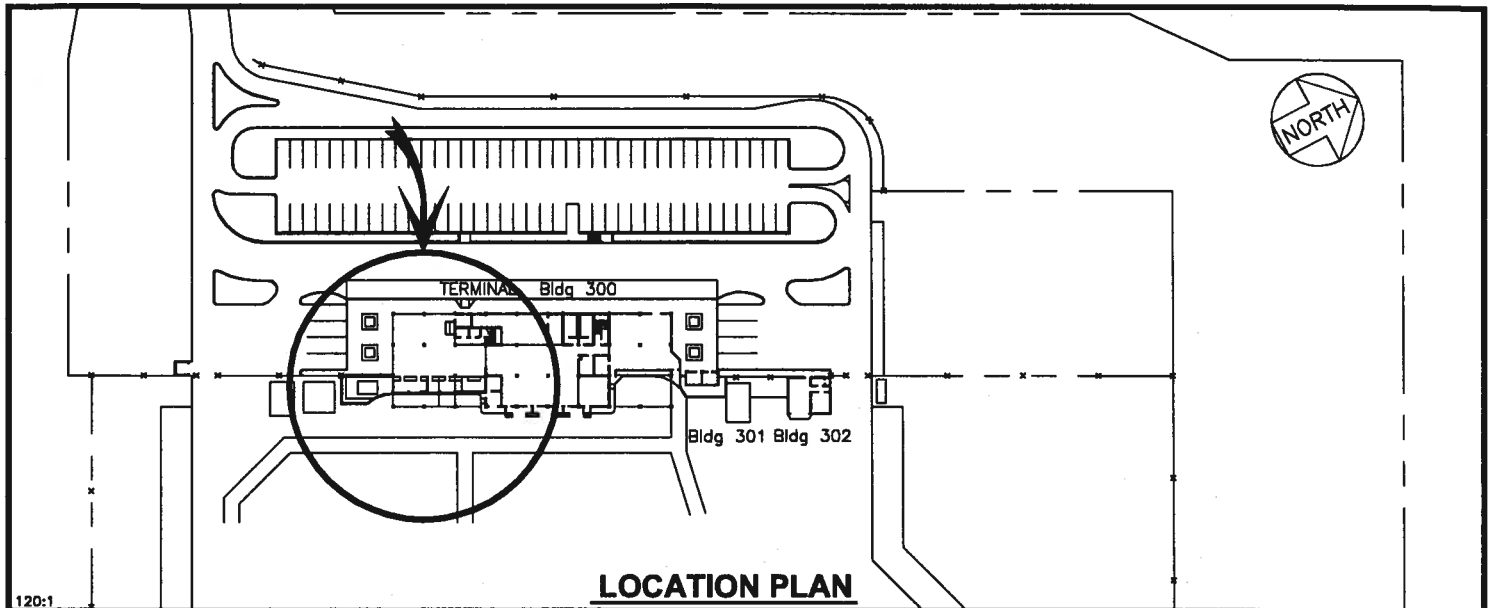 NORTH
TERMINAL Bldg 300
Bldg 301 Bldg 302
LOCATION PLAN
120:1